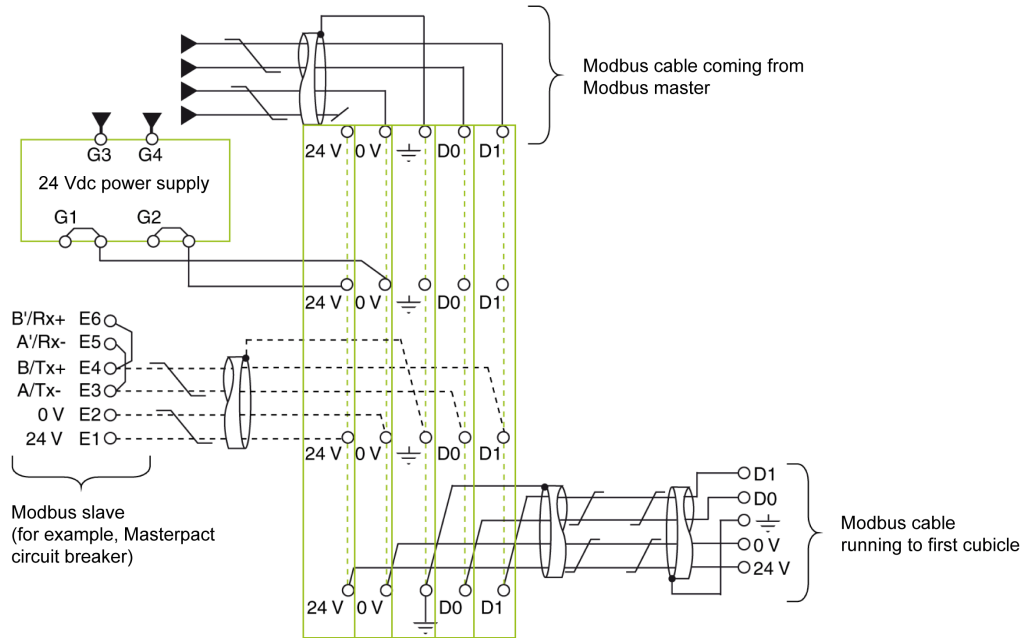 Modbus cable coming from
Modbus master
24 V 0 V D0 D1
G3 G4
24 Vdc power supply
G1 G2
24 V 0 V D0 D1
B'/Rx+ E6
A'/Rx- E5
B/Tx+ E4
A/Tx- E3
0 V E2
24 V E1
24 V 0 V D0 D1
Modbus slave
(for example, Masterpact
circuit breaker)
D1
D0
0 V
24 V
Modbus cable
running to first cubicle
24 V 0 V D0 D1